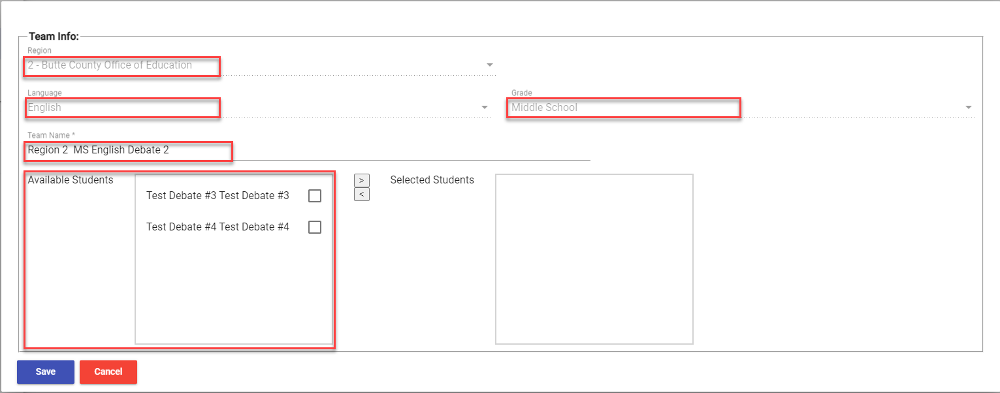 Team Info:
Region
2 - Butte County Office of Education
Language
English
Grade
Middle School
Team Name *
Region 2  MS English Debate 2
Available Students
Test Debate #3 Test Debate #3
Test Debate #4 Test Debate #4
>
<
Selected Students
Save
Cancel